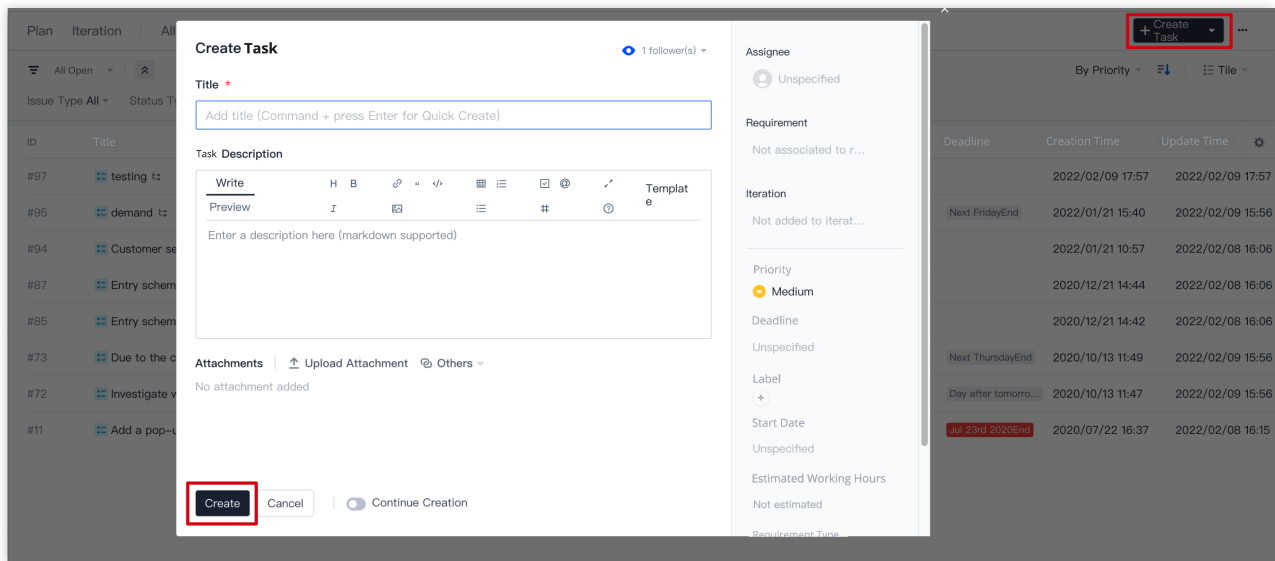 Plan Iteration All
+ Create Task
All Open
By Priority Tile
Issue Type All Status Ty
ID Title Deadline Creation Time Update Time
#97 testing 2022/02/09 17:57 2022/02/09 17:57
#95 demand Next FridayEnd 2022/01/21 15:40 2022/02/09 15:56
#94 Customer se 2022/01/21 10:57 2022/02/08 16:06
#87 Entry schem 2020/12/21 14:44 2022/02/08 16:06
#85 Entry schem 2020/12/21 14:42 2022/02/08 16:06
#73 Due to the c Next ThursdayEnd 2020/10/13 11:49 2022/02/09 15:56
#72 Investigate w Day after tomorro... 2020/10/13 11:47 2022/02/09 15:56
#11 Add a pop-u Jul 23rd 2020End 2020/07/22 16:37 2022/02/08 16:15
Create Task
1 follower(s)
Title *
Add title (Command + press Enter for Quick Create)
Task Description
Write H B “ </> @ Template
Preview I # ?
Enter a description here (markdown supported)
Attachments Upload Attachment Others
No attachment added
Create Cancel Continue Creation
Assignee
Unspecified
Requirement
Not associated to r...
Iteration
Not added to iterat...
Priority
Medium
Deadline
Unspecified
Label
+
Start Date
Unspecified
Estimated Working Hours
Not estimated
Requirement Type